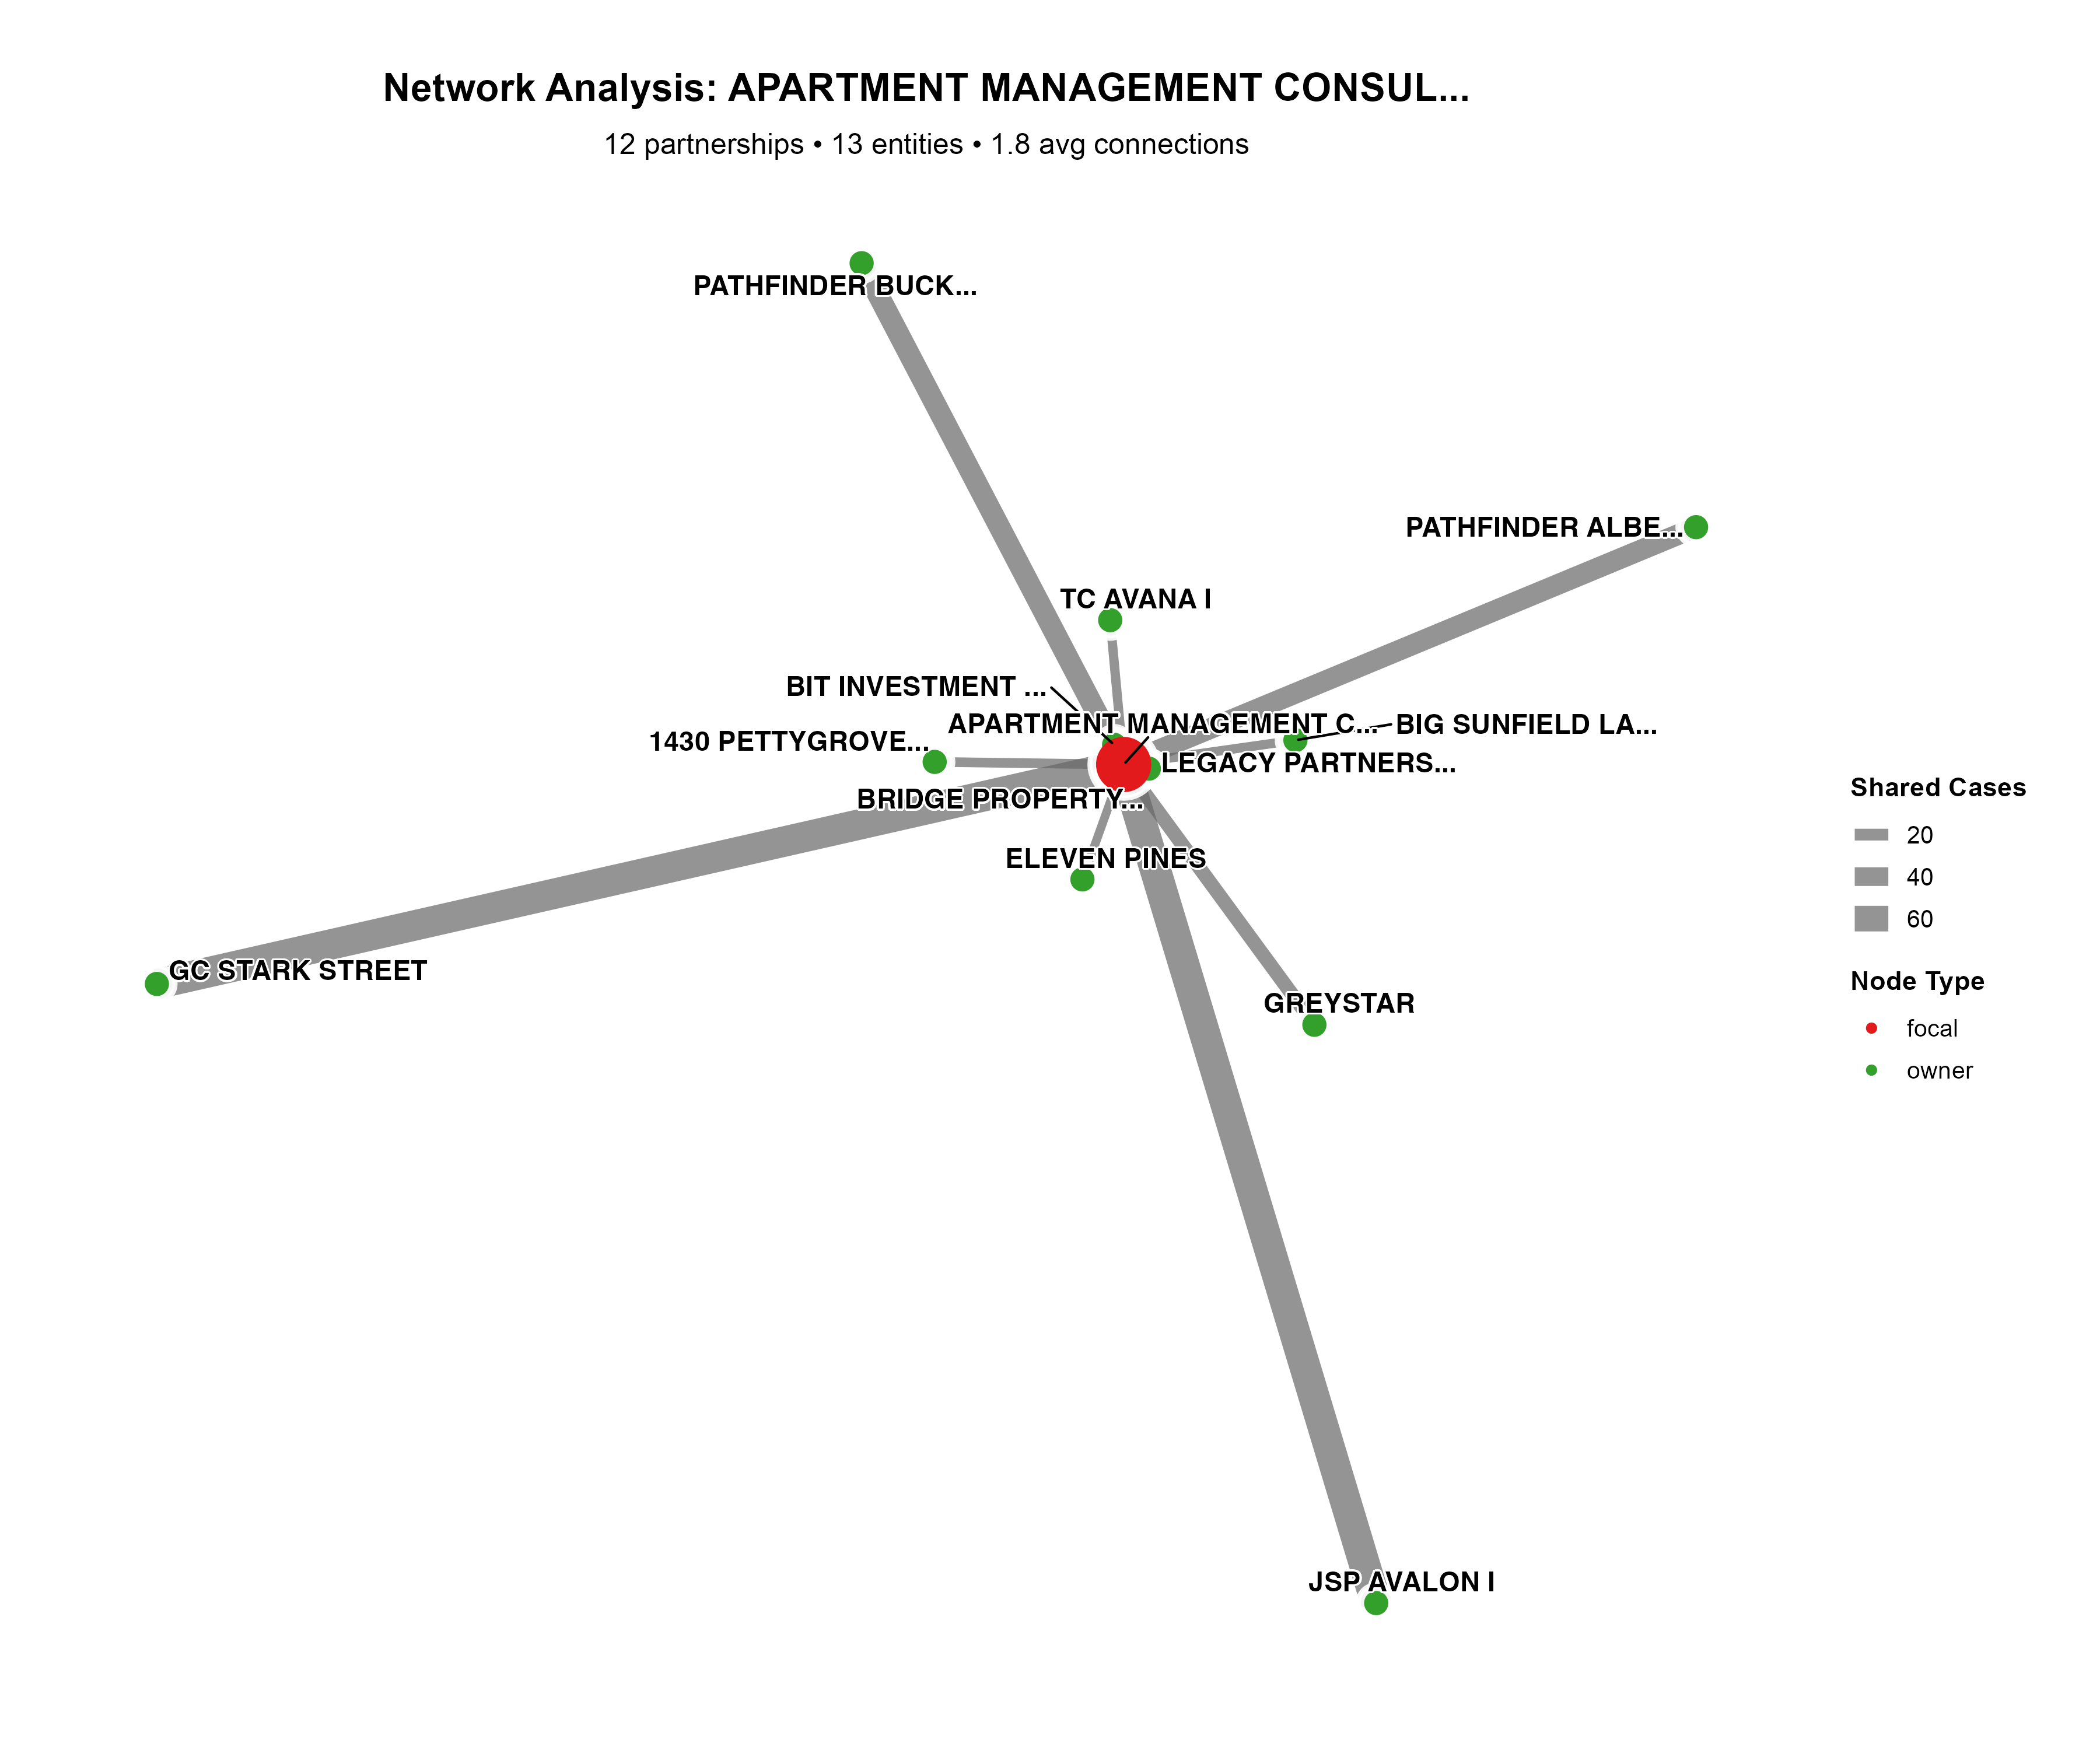 Network Analysis: APARTMENT MANAGEMENT CONSUL...
12 partnerships • 13 entities • 1.8 avg connections
PATHFINDER BUCK...
PATHFINDER ALBE...
TC AVANA I
BIT INVESTMENT ...
APARTMENT MANAGEMENT C...
BIG SUNFIELD LA...
1430 PETTYGROVE...
LEGACY PARTNERS...
BRIDGE PROPERTY...
ELEVEN PINES
GC STARK STREET
GREYSTAR
JSP AVALON I
Shared Cases
20
40
60
Node Type
focal
owner